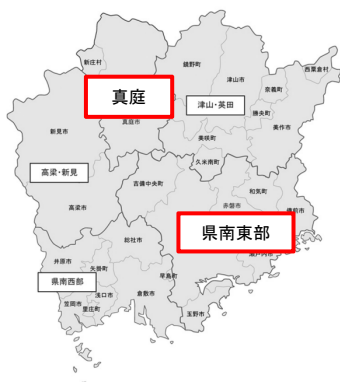 新庄村
鏡野町
西粟倉村
津山市
奈義町
真庭
津山・英田
勝央町
真庭市
美作市
新見市
美咲町
久米南町
高梁・新見
吉備中央町
和気町
赤磐市
備前市
高梁市
県南東部
総社市
瀬戸内市
井原市
矢掛町
早島町
県南西部
浅口市
倉敷市
笠岡市
里庄町
玉野市